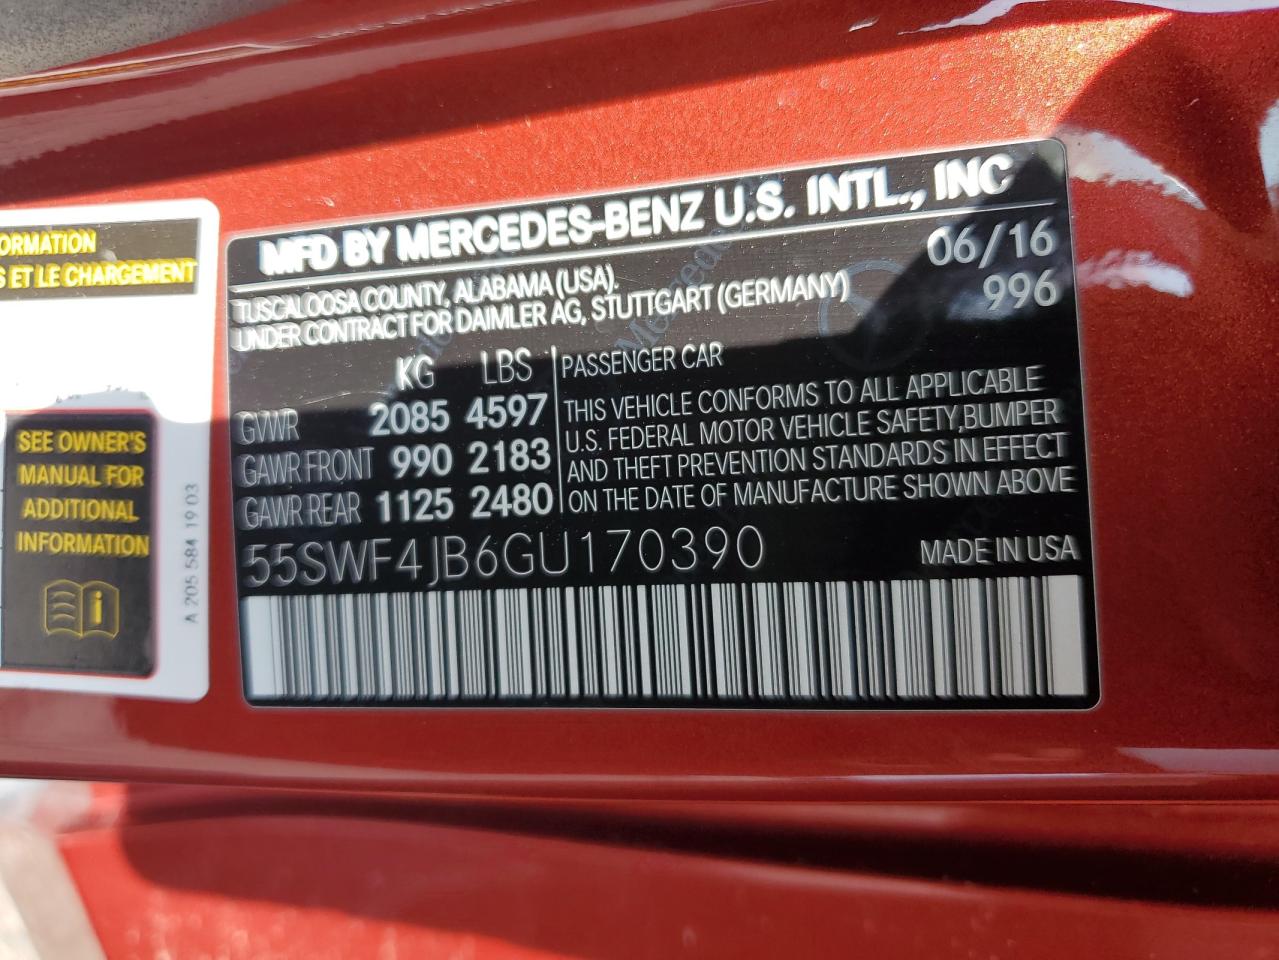 ORMATION
S ET LE CHARGEMENT
SEE OWNER'S
MANUAL FOR
ADDITIONAL
INFORMATION
A 205 584 19 03
MFD BY MERCEDES-BENZ U.S. INTL., INC
TUSCALOOSA COUNTY, ALABAMA (USA).
UNDER CONTRACT FOR DAIMLER AG, STUTTGART (GERMANY)
06/16
996
KG LBS
GVWR 2085 4597
GAWR FRONT 990 2183
GAWR REAR 1125 2480
PASSENGER CAR
THIS VEHICLE CONFORMS TO ALL APPLICABLE
U.S. FEDERAL MOTOR VEHICLE SAFETY,BUMPER
AND THEFT PREVENTION STANDARDS IN EFFECT
ON THE DATE OF MANUFACTURE SHOWN ABOVE
55SWF4JB6GU170390
MADE IN USA